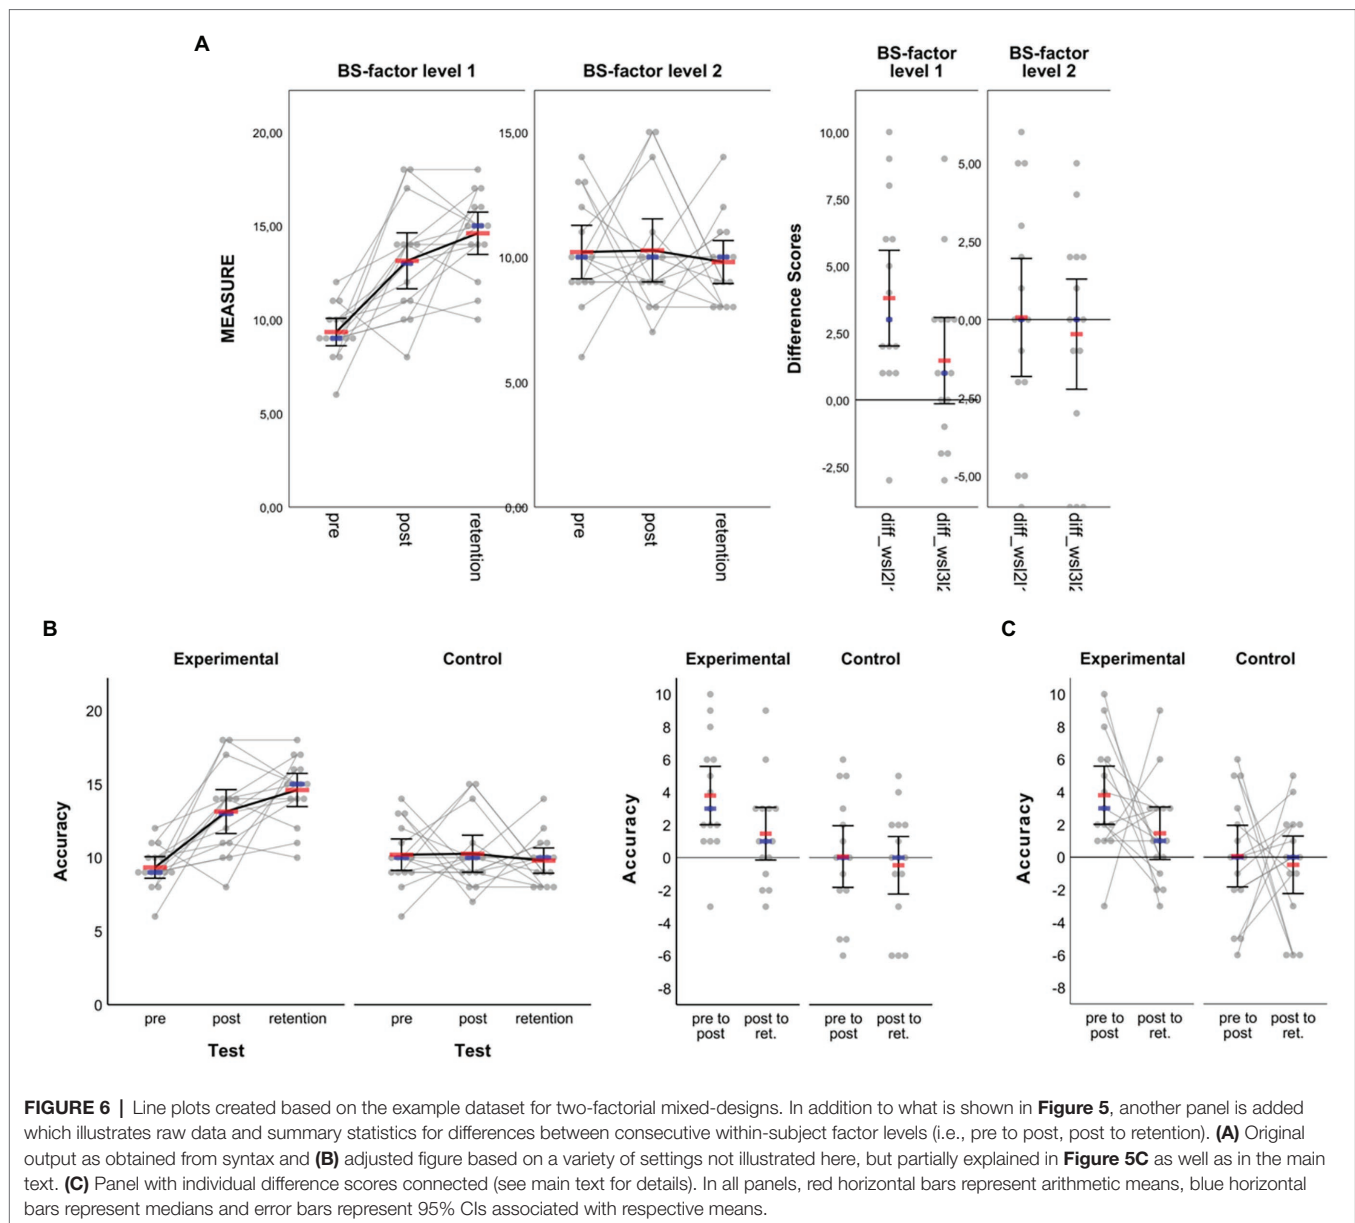 A
BS-factor level 1
BS-factor level 2
BS-factor
level 1
BS-factor
level 2
MEASURE
20,00
15,00
10,00
5,00
0,00
15,00
10,00
5,00
0,00
pre
post
retention
pre
post
retention
Difference Scores
10,00
7,50
5,00
2,50
0,00
-2,50
5,00
2,50
0,00
-2,50
-5,00
diff_wsl2l
diff_wsl3l2
diff_wsl2l
diff_wsl3l2
B
Experimental
Control
Accuracy
20
15
10
5
0
pre
post
retention
pre
post
retention
Test
Test
Experimental
Control
Accuracy
10
8
6
4
2
0
-2
-4
-6
-8
pre to
post
post to
ret.
pre to
post
post to
ret.
C
Experimental
Control
Accuracy
10
8
6
4
2
0
-2
-4
-6
-8
pre to
post
post to
ret.
pre to
post
post to
ret.
FIGURE 6 | Line plots created based on the example dataset for two-factorial mixed-designs. In addition to what is shown in Figure 5, another panel is added
which illustrates raw data and summary statistics for differences between consecutive within-subject factor levels (i.e., pre to post, post to retention). (A) Original
output as obtained from syntax and (B) adjusted figure based on a variety of settings not illustrated here, but partially explained in Figure 5C as well as in the main
text. (C) Panel with individual difference scores connected (see main text for details). In all panels, red horizontal bars represent arithmetic means, blue horizontal
bars represent medians and error bars represent 95% CIs associated with respective means.